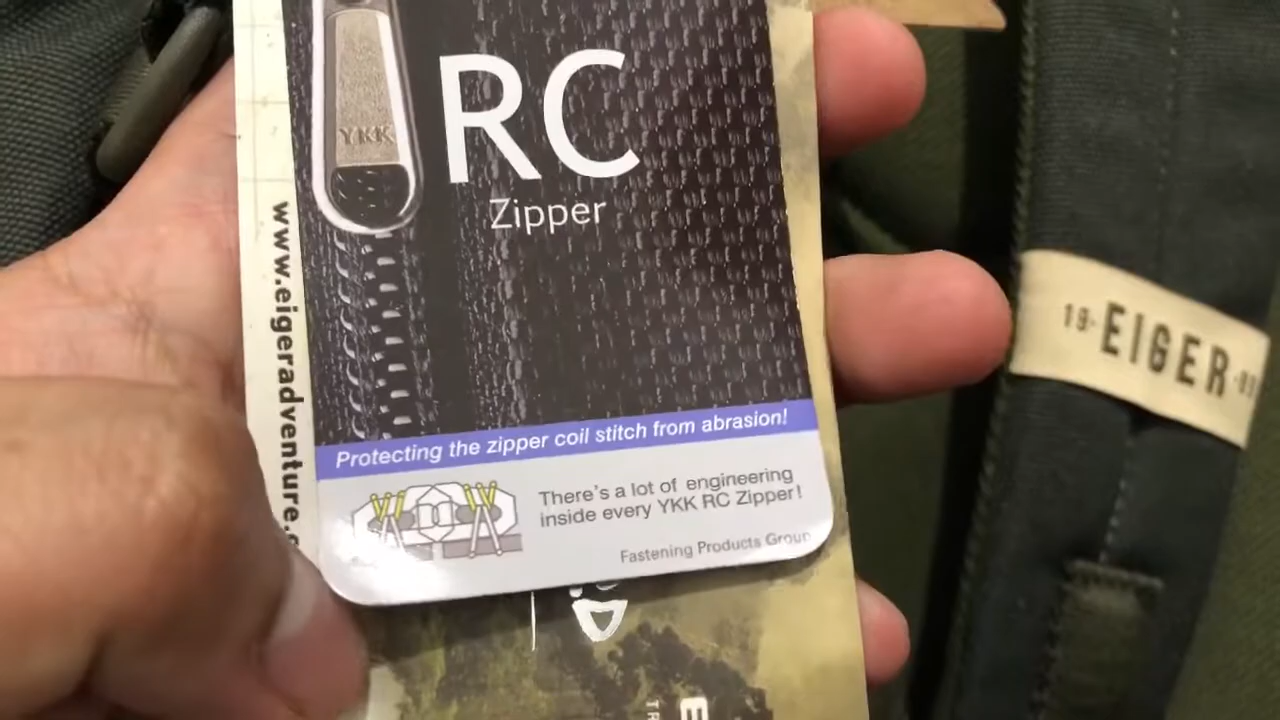 YKK
RC
Zipper
www.eigeradventure.
Protecting the zipper coil stitch from abrasion!
There's a lot of engineering
inside every YKK RC Zipper!
Fastening Products Group
19· EIGER ·89